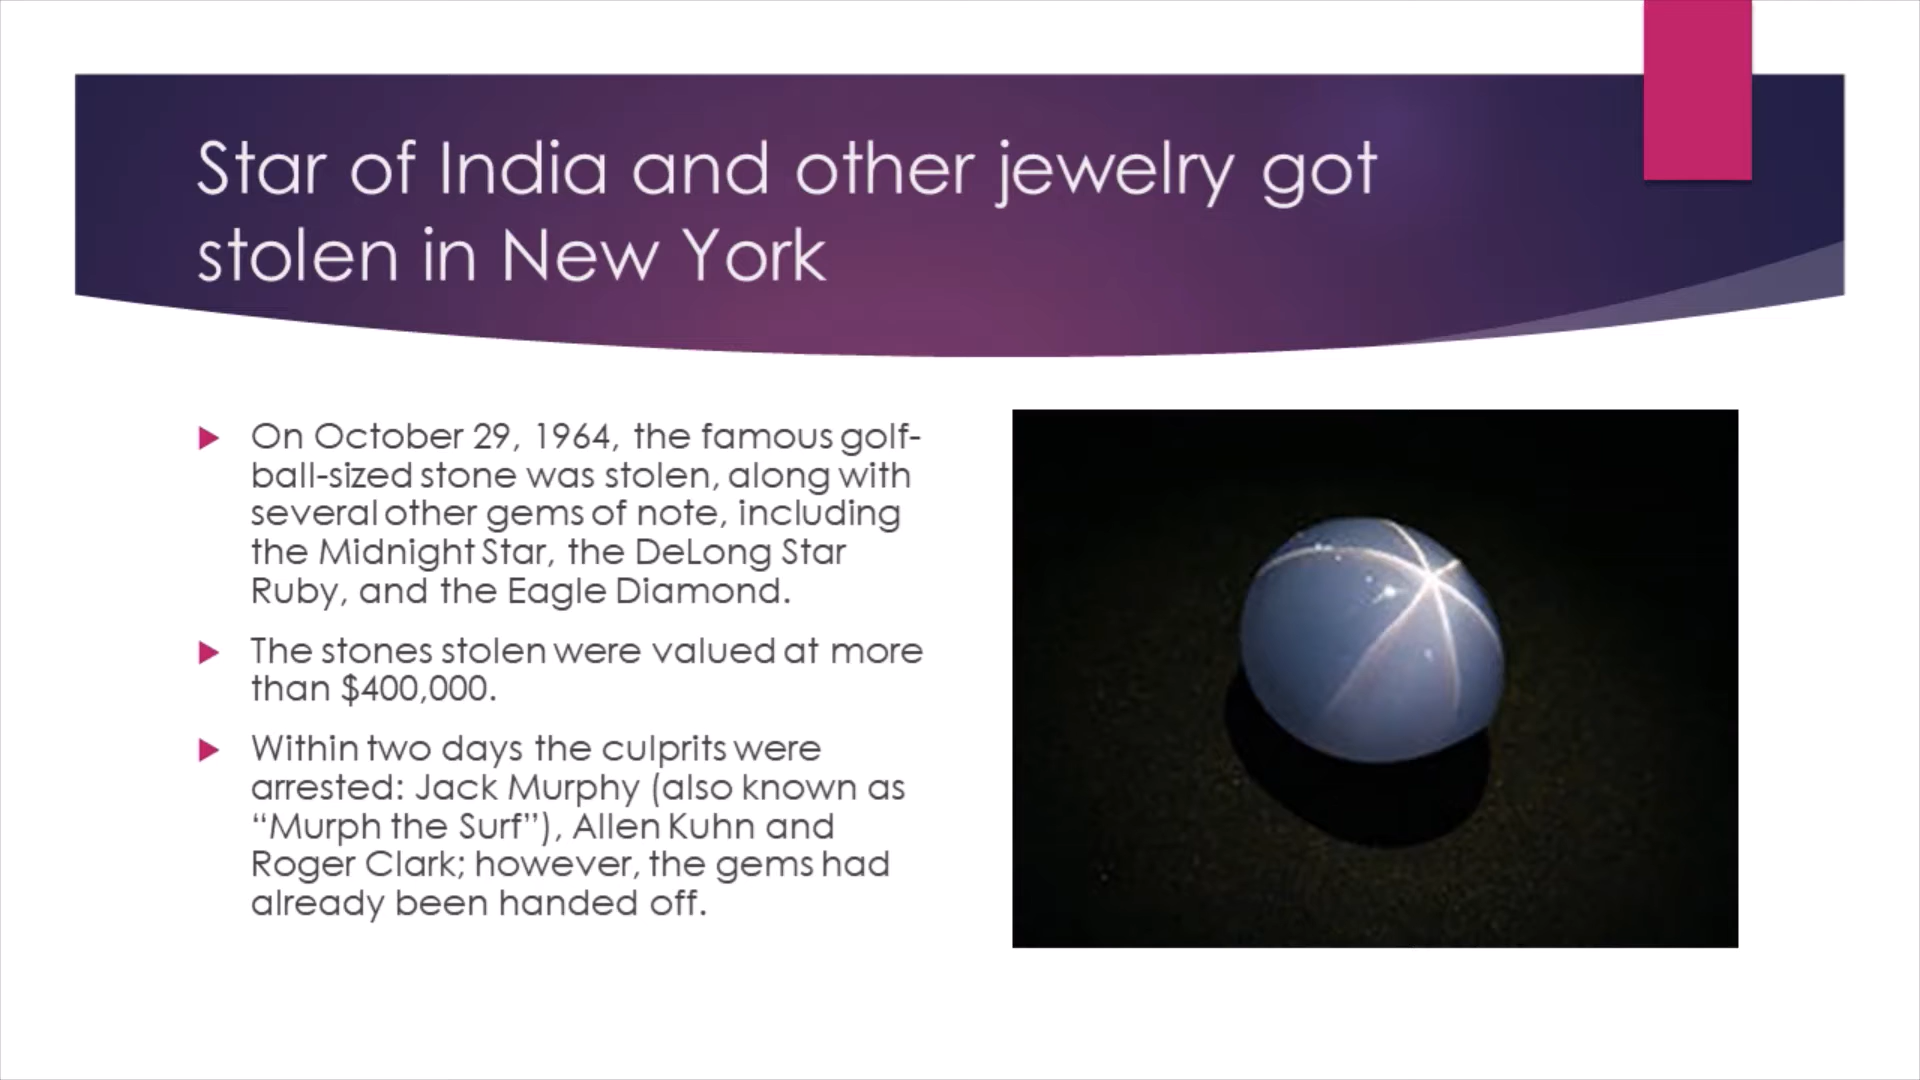 Star of India and other jewelry got
stolen in New York
On October 29, 1964, the famous golf-
ball-sized stone was stolen, along with
several other gems of note, including
the Midnight Star, the DeLong Star
Ruby, and the Eagle Diamond.
The stones stolen were valued at more
than $400,000.
Within two days the culprits were
arrested: Jack Murphy (also known as
“Murph the Surf”), Allen Kuhn and
Roger Clark; however, the gems had
already been handed off.